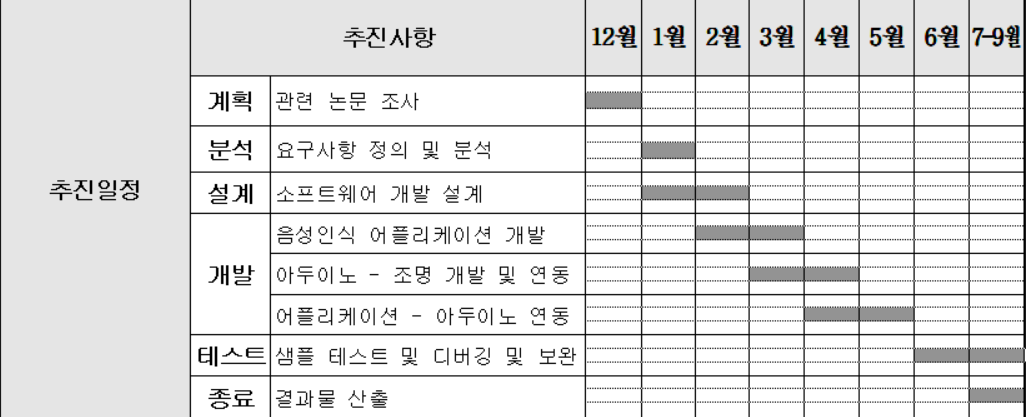 추진사항 12월 1월 2월 3월 4월 5월 6월 7-9월
계획 관련 논문 조사
분석 요구사항 정의 및 분석
추진일정
설계 소프트웨어 개발 설계
음성인식 어플리케이션 개발
개발 아두이노 - 조명 개발 및 연동
어플리케이션 - 아두이노 연동
테스트 샘플 테스트 및 디버깅 및 보완
종료 결과물 산출